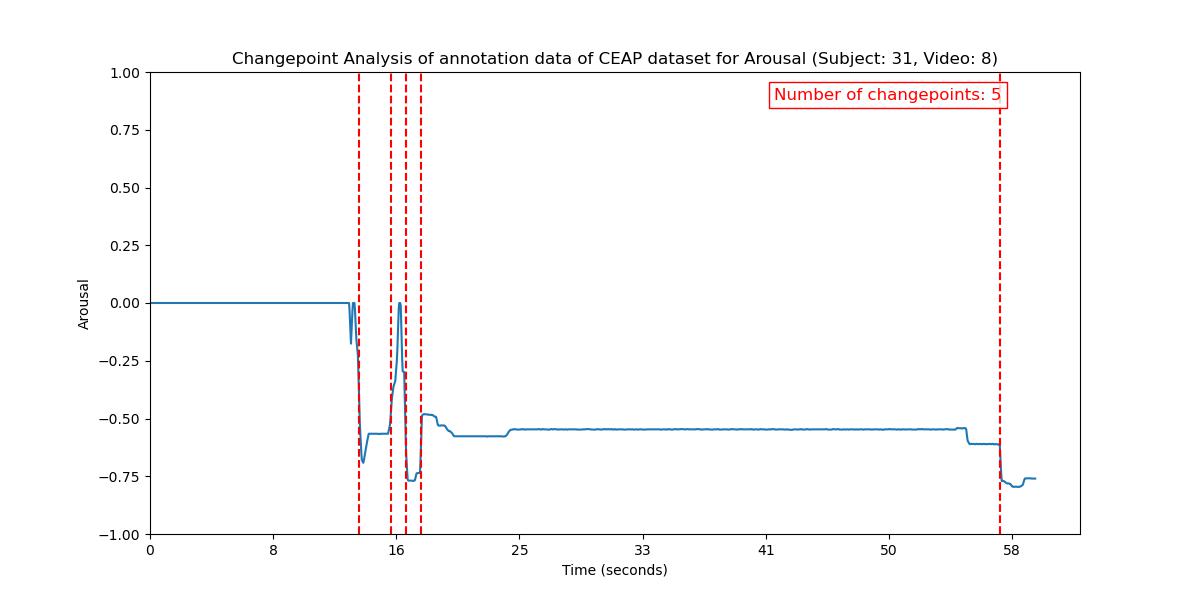 Changepoint Analysis of annotation data of CEAP dataset for Arousal (Subject: 31, Video: 8)
Number of changepoints: 5
1.00
0.75
0.50
0.25
0.00
−0.25
−0.50
−0.75
−1.00
Arousal
0 8 16 25 33 41 50 58
Time (seconds)